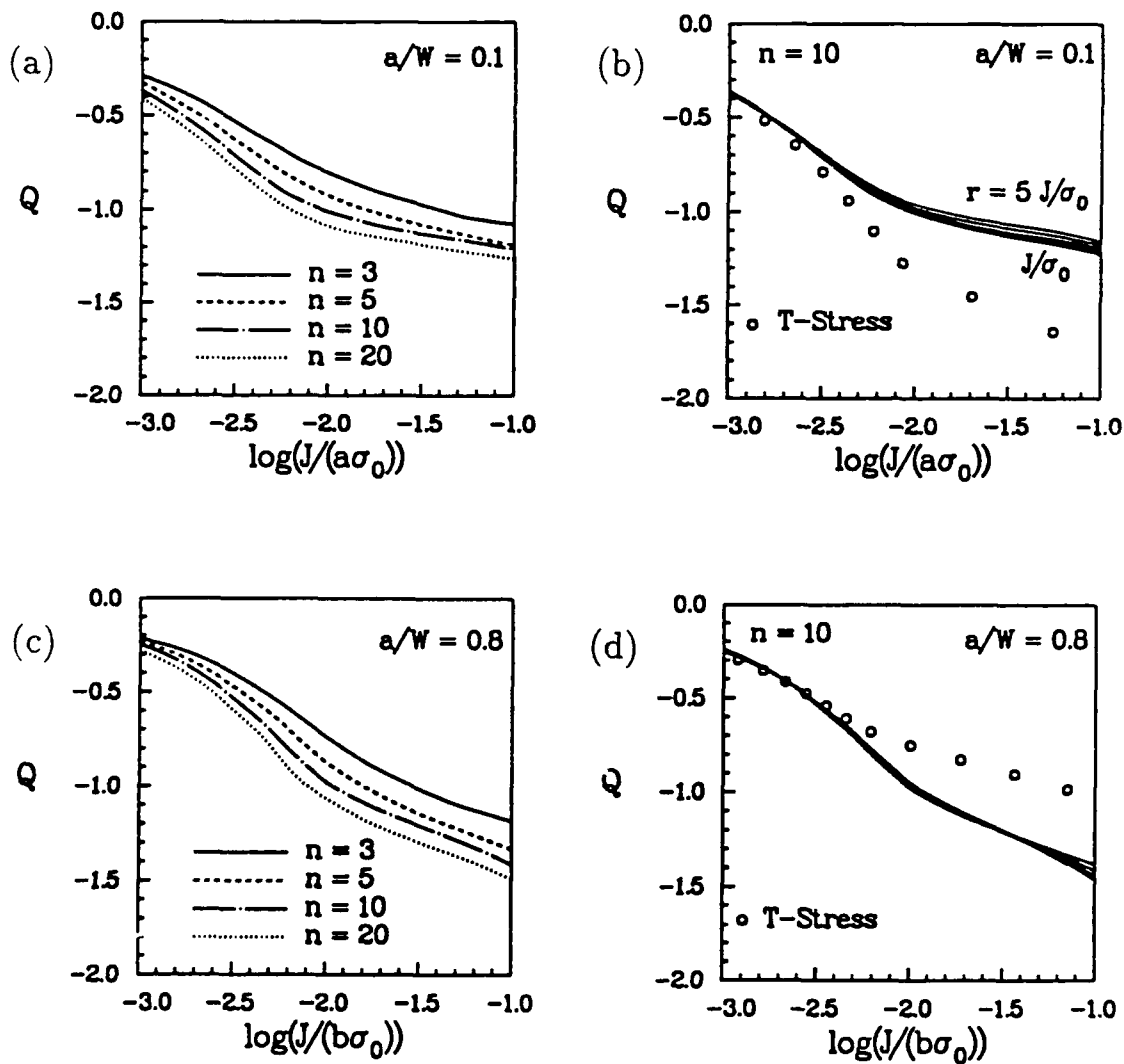 (a)
a/W = 0.1
0.0
-0.5
-1.0
-1.5
-2.0
Q
n = 3
n = 5
n = 10
n = 20
-3.0 -2.5 -2.0 -1.5 -1.0
log(J/(aσ₀))
(b)
n = 10 a/W = 0.1
0.0
-0.5
-1.0
-1.5
-2.0
Q
r = 5 J/σ₀
J/σ₀
T-Stress
-3.0 -2.5 -2.0 -1.5 -1.0
log(J/(aσ₀))
(c)
a/W = 0.8
0.0
-0.5
-1.0
-1.5
-2.0
Q
n = 3
n = 5
n = 10
n = 20
-3.0 -2.5 -2.0 -1.5 -1.0
log(J/(bσ₀))
(d)
n = 10 a/W = 0.8
0.0
-0.5
-1.0
-1.5
-2.0
Q
T-Stress
-3.0 -2.5 -2.0 -1.5 -1.0
log(J/(bσ₀))